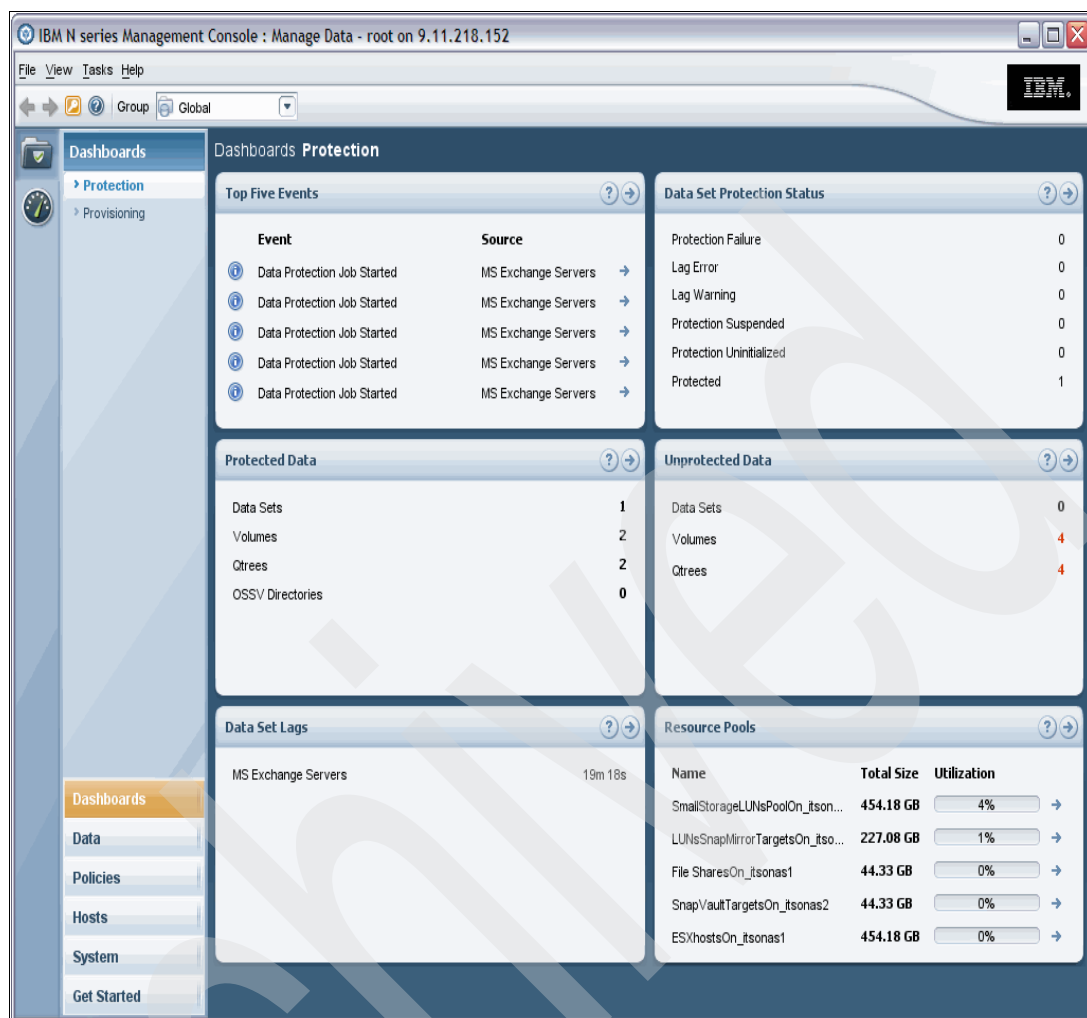 IBM N series Management Console : Manage Data - root on 9.11.218.152
File View Tasks Help
IBM
Group Global
Dashboards
Protection
Provisioning
Dashboards Protection
Top Five Events
Event Source
Data Protection Job Started MS Exchange Servers
Data Protection Job Started MS Exchange Servers
Data Protection Job Started MS Exchange Servers
Data Protection Job Started MS Exchange Servers
Data Protection Job Started MS Exchange Servers
Data Set Protection Status
Protection Failure 0
Lag Error 0
Lag Warning 0
Protection Suspended 0
Protection Uninitialized 0
Protected 1
Protected Data
Data Sets 1
Volumes 2
Qtrees 2
OSSV Directories 0
Unprotected Data
Data Sets 0
Volumes 4
Qtrees 4
Data Set Lags
MS Exchange Servers 19m 18s
Resource Pools
Name Total Size Utilization
SmallStorageLUNsPoolOn_itson... 454.18 GB 4%
LUNsSnapMirrorTargetsOn_itso... 227.08 GB 1%
File SharesOn_itsonas1 44.33 GB 0%
SnapVaultTargetsOn_itsonas2 44.33 GB 0%
ESXhostsOn_itsonas1 454.18 GB 0%
Dashboards
Data
Policies
Hosts
System
Get Started
chived